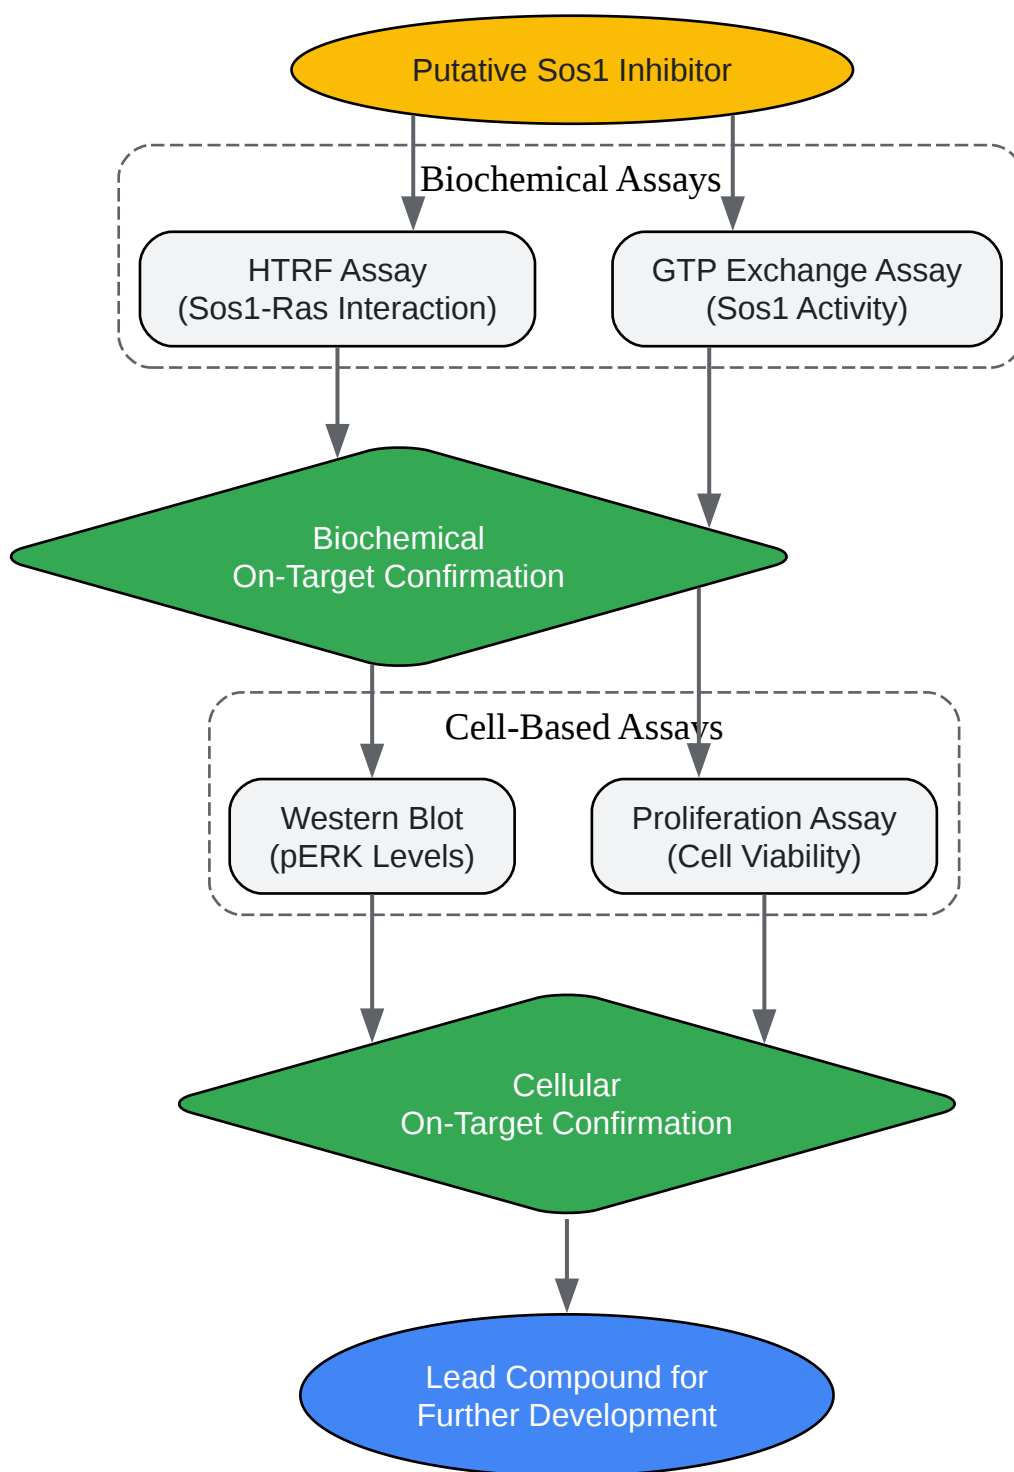 Putative Sos1 Inhibitor
Biochemical Assays
HTRF Assay
(Sos1-Ras Interaction)
GTP Exchange Assay
(Sos1 Activity)
Biochemical
On-Target Confirmation
Cell-Based Assays
Western Blot
(pERK Levels)
Proliferation Assay
(Cell Viability)
Cellular
On-Target Confirmation
Lead Compound for
Further Development